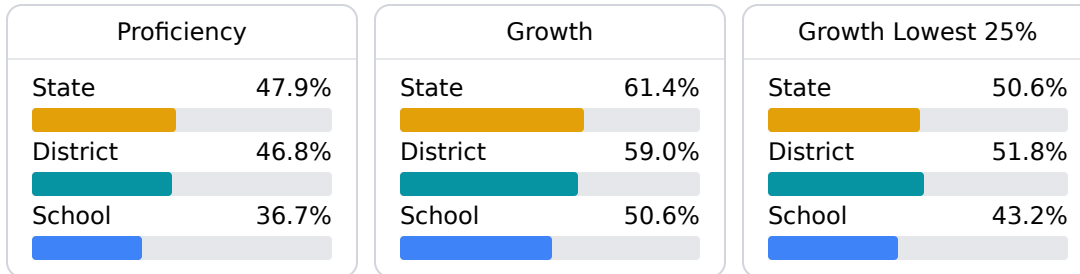 Proficiency
State 47.9%
District 46.8%
School 36.7%
Growth
State 61.4%
District 59.0%
School 50.6%
Growth Lowest 25%
State 50.6%
District 51.8%
School 43.2%